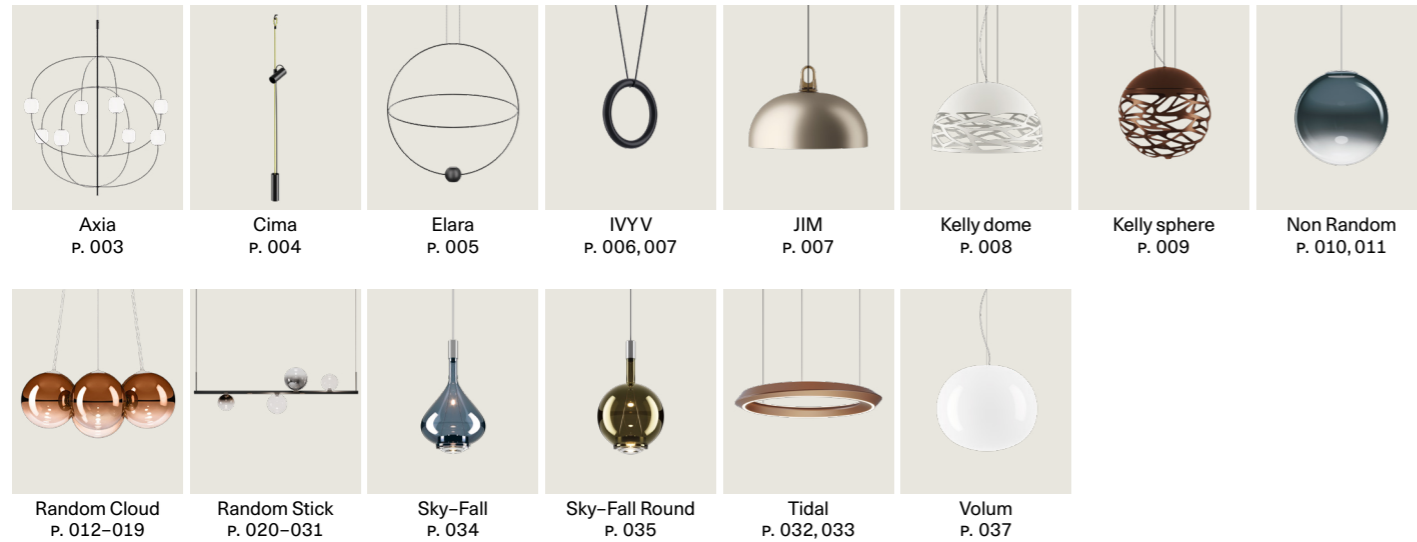 Axia
P. 003
Cima
P. 004
Elara
P. 005
IVY V
P. 006, 007
JIM
P. 007
Kelly dome
P. 008
Kelly sphere
P. 009
Non Random
P. 010, 011
Random Cloud
P. 012–019
Random Stick
P. 020–031
Sky–Fall
P. 034
Sky–Fall Round
P. 035
Tidal
P. 032, 033
Volum
P. 037